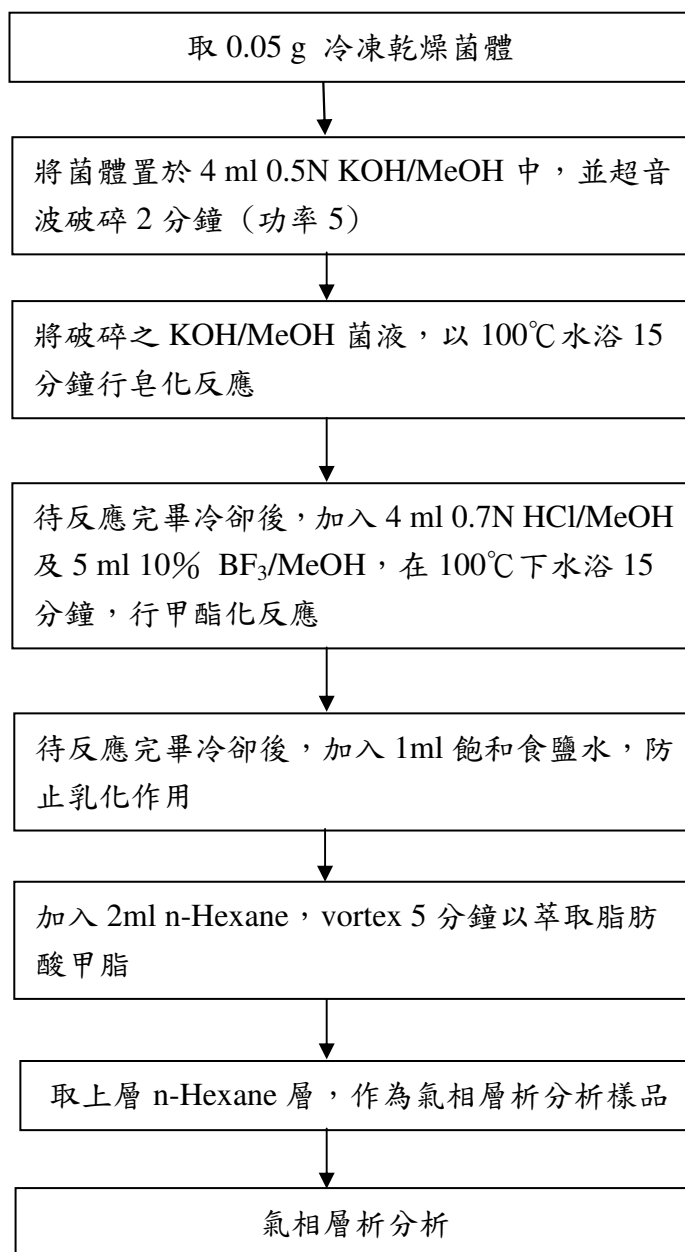 取 0.05 g 冷凍乾燥菌體
將菌體置於 4 ml 0.5N KOH/MeOH 中，並超音
波破碎 2 分鐘（功率 5）
將破碎之 KOH/MeOH 菌液，以 100℃水浴 15
分鐘行皂化反應
待反應完畢冷卻後，加入 4 ml 0.7N HCl/MeOH
及 5 ml 10％ BF₃/MeOH，在 100℃下水浴 15
分鐘，行甲酯化反應
待反應完畢冷卻後，加入 1ml 飽和食鹽水，防
止乳化作用
加入 2ml n-Hexane，vortex 5 分鐘以萃取脂肪
酸甲脂
取上層 n-Hexane 層，作為氣相層析分析樣品
氣相層析分析